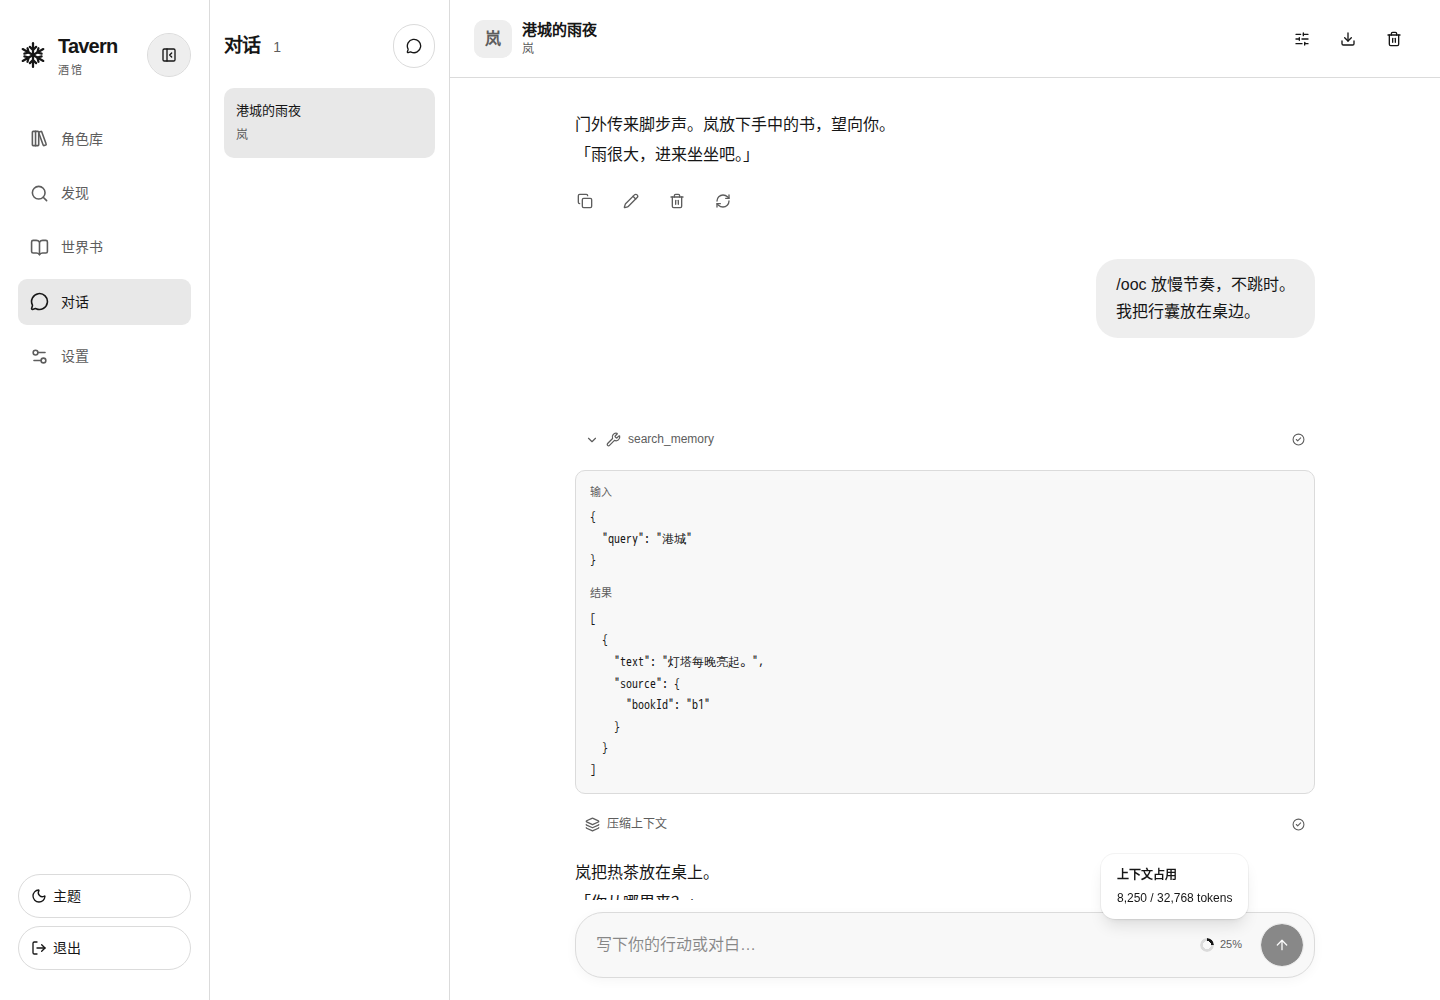 Tavern
酒馆
角色库
发现
世界书
对话
设置
主题
退出
对话 1
港城的雨夜
岚
岚
港城的雨夜
岚
门外传来脚步声。岚放下手中的书，望向你。
「雨很大，进来坐坐吧。」
/ooc 放慢节奏，不跳时。
我把行囊放在桌边。
search_memory
输入
{
"query": "港城"
}
结果
[
{
"text": "灯塔每晚亮起。",
"source": {
"bookId": "b1"
}
}
]
压缩上下文
岚把热茶放在桌上。
上下文占用
8,250 / 32,768 tokens
写下你的行动或对白…
25%